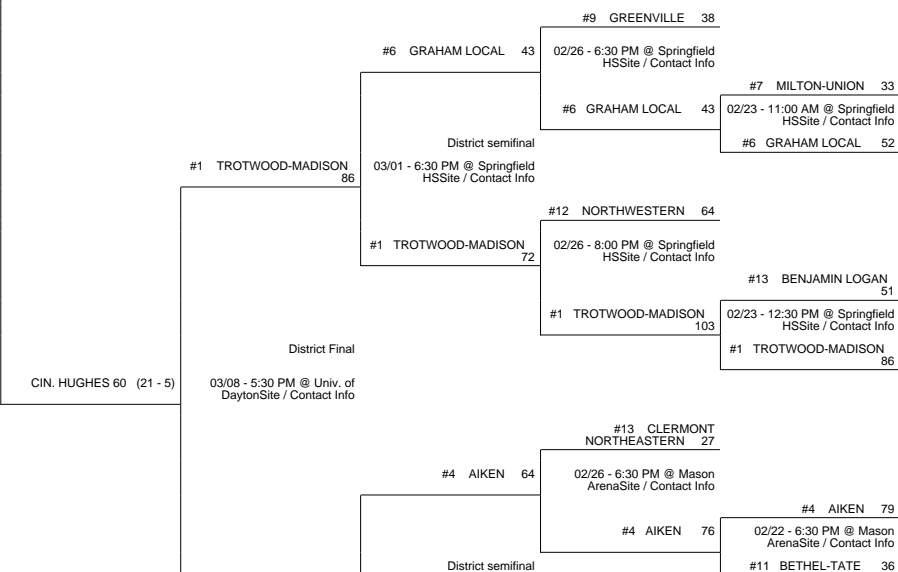 #9 GREENVILLE 38
#6 GRAHAM LOCAL 43
02/26 - 6:30 PM @ Springfield
HSSite / Contact Info
#7 MILTON-UNION 33
#6 GRAHAM LOCAL 43
02/23 - 11:00 AM @ Springfield
HSSite / Contact Info
District semifinal
#6 GRAHAM LOCAL 52
#1 TROTWOOD-MADISON
86
03/01 - 6:30 PM @ Springfield
HSSite / Contact Info
#12 NORTHWESTERN 64
#1 TROTWOOD-MADISON
72
02/26 - 8:00 PM @ Springfield
HSSite / Contact Info
#13 BENJAMIN LOGAN
51
#1 TROTWOOD-MADISON
103
02/23 - 12:30 PM @ Springfield
HSSite / Contact Info
District Final
#1 TROTWOOD-MADISON
86
CIN. HUGHES 60 (21 - 5)
03/08 - 5:30 PM @ Univ. of
DaytonSite / Contact Info
#13 CLERMONT
NORTHEASTERN 27
#4 AIKEN 64
02/26 - 6:30 PM @ Mason
ArenaSite / Contact Info
#4 AIKEN 79
#4 AIKEN 76
02/22 - 6:30 PM @ Mason
ArenaSite / Contact Info
District semifinal
#11 BETHEL-TATE 36